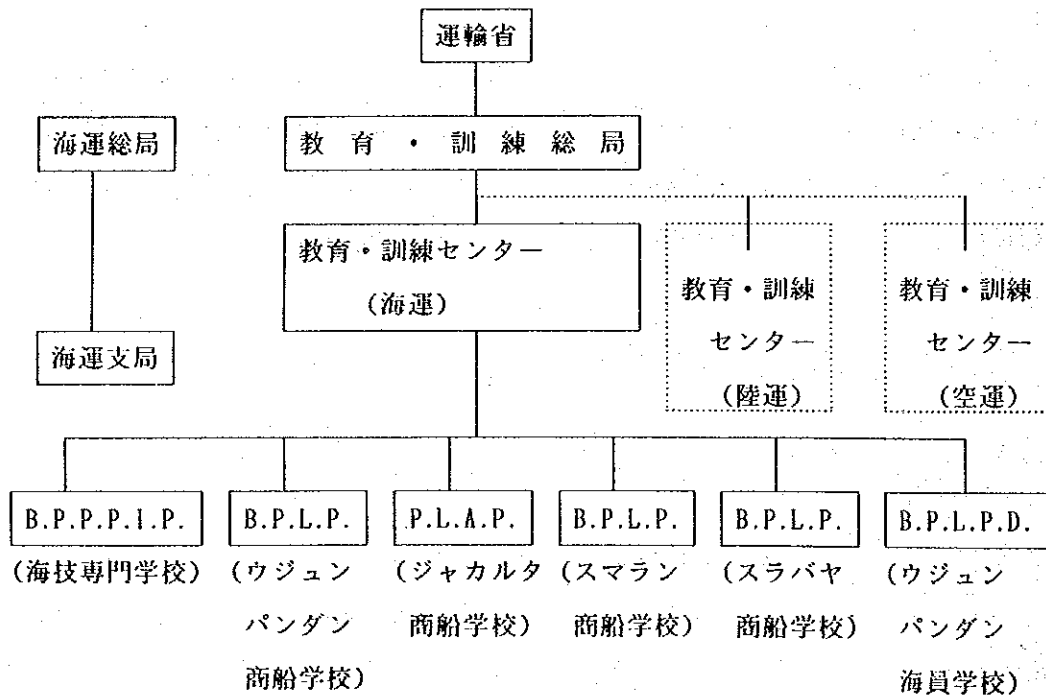 運輸省
海運総局
教育・訓練総局
教育・訓練センター
(海運)
教育・訓練
センター
(陸運)
教育・訓練
センター
(空運)
海運支局
B.P.P.P.I.P.
(海技専門学校)
B.P.L.P.
(ウジュン
パンダン
商船学校)
P.L.A.P.
(ジャカルタ
商船学校)
B.P.L.P.
(スマラン
商船学校)
B.P.L.P.
(スラバヤ
商船学校)
B.P.L.P.D.
(ウジュン
パンダン
海員学校)